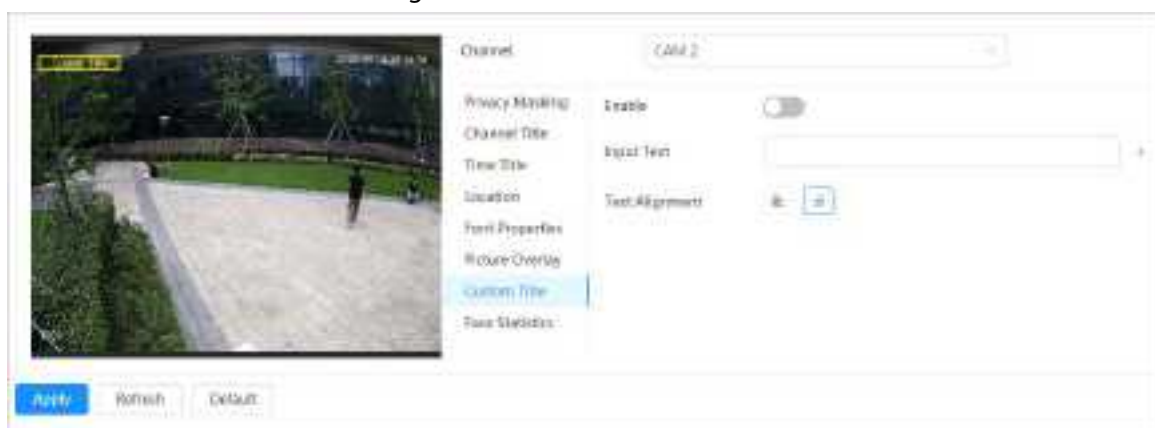 Channel CAM 2
Privacy Masking
Enable
Channel Title
Input Text
Time Title
Location
Text Alignment
Font Properties
Picture Overlay
Custom Title
Face Statistics
Apply Refresh Default